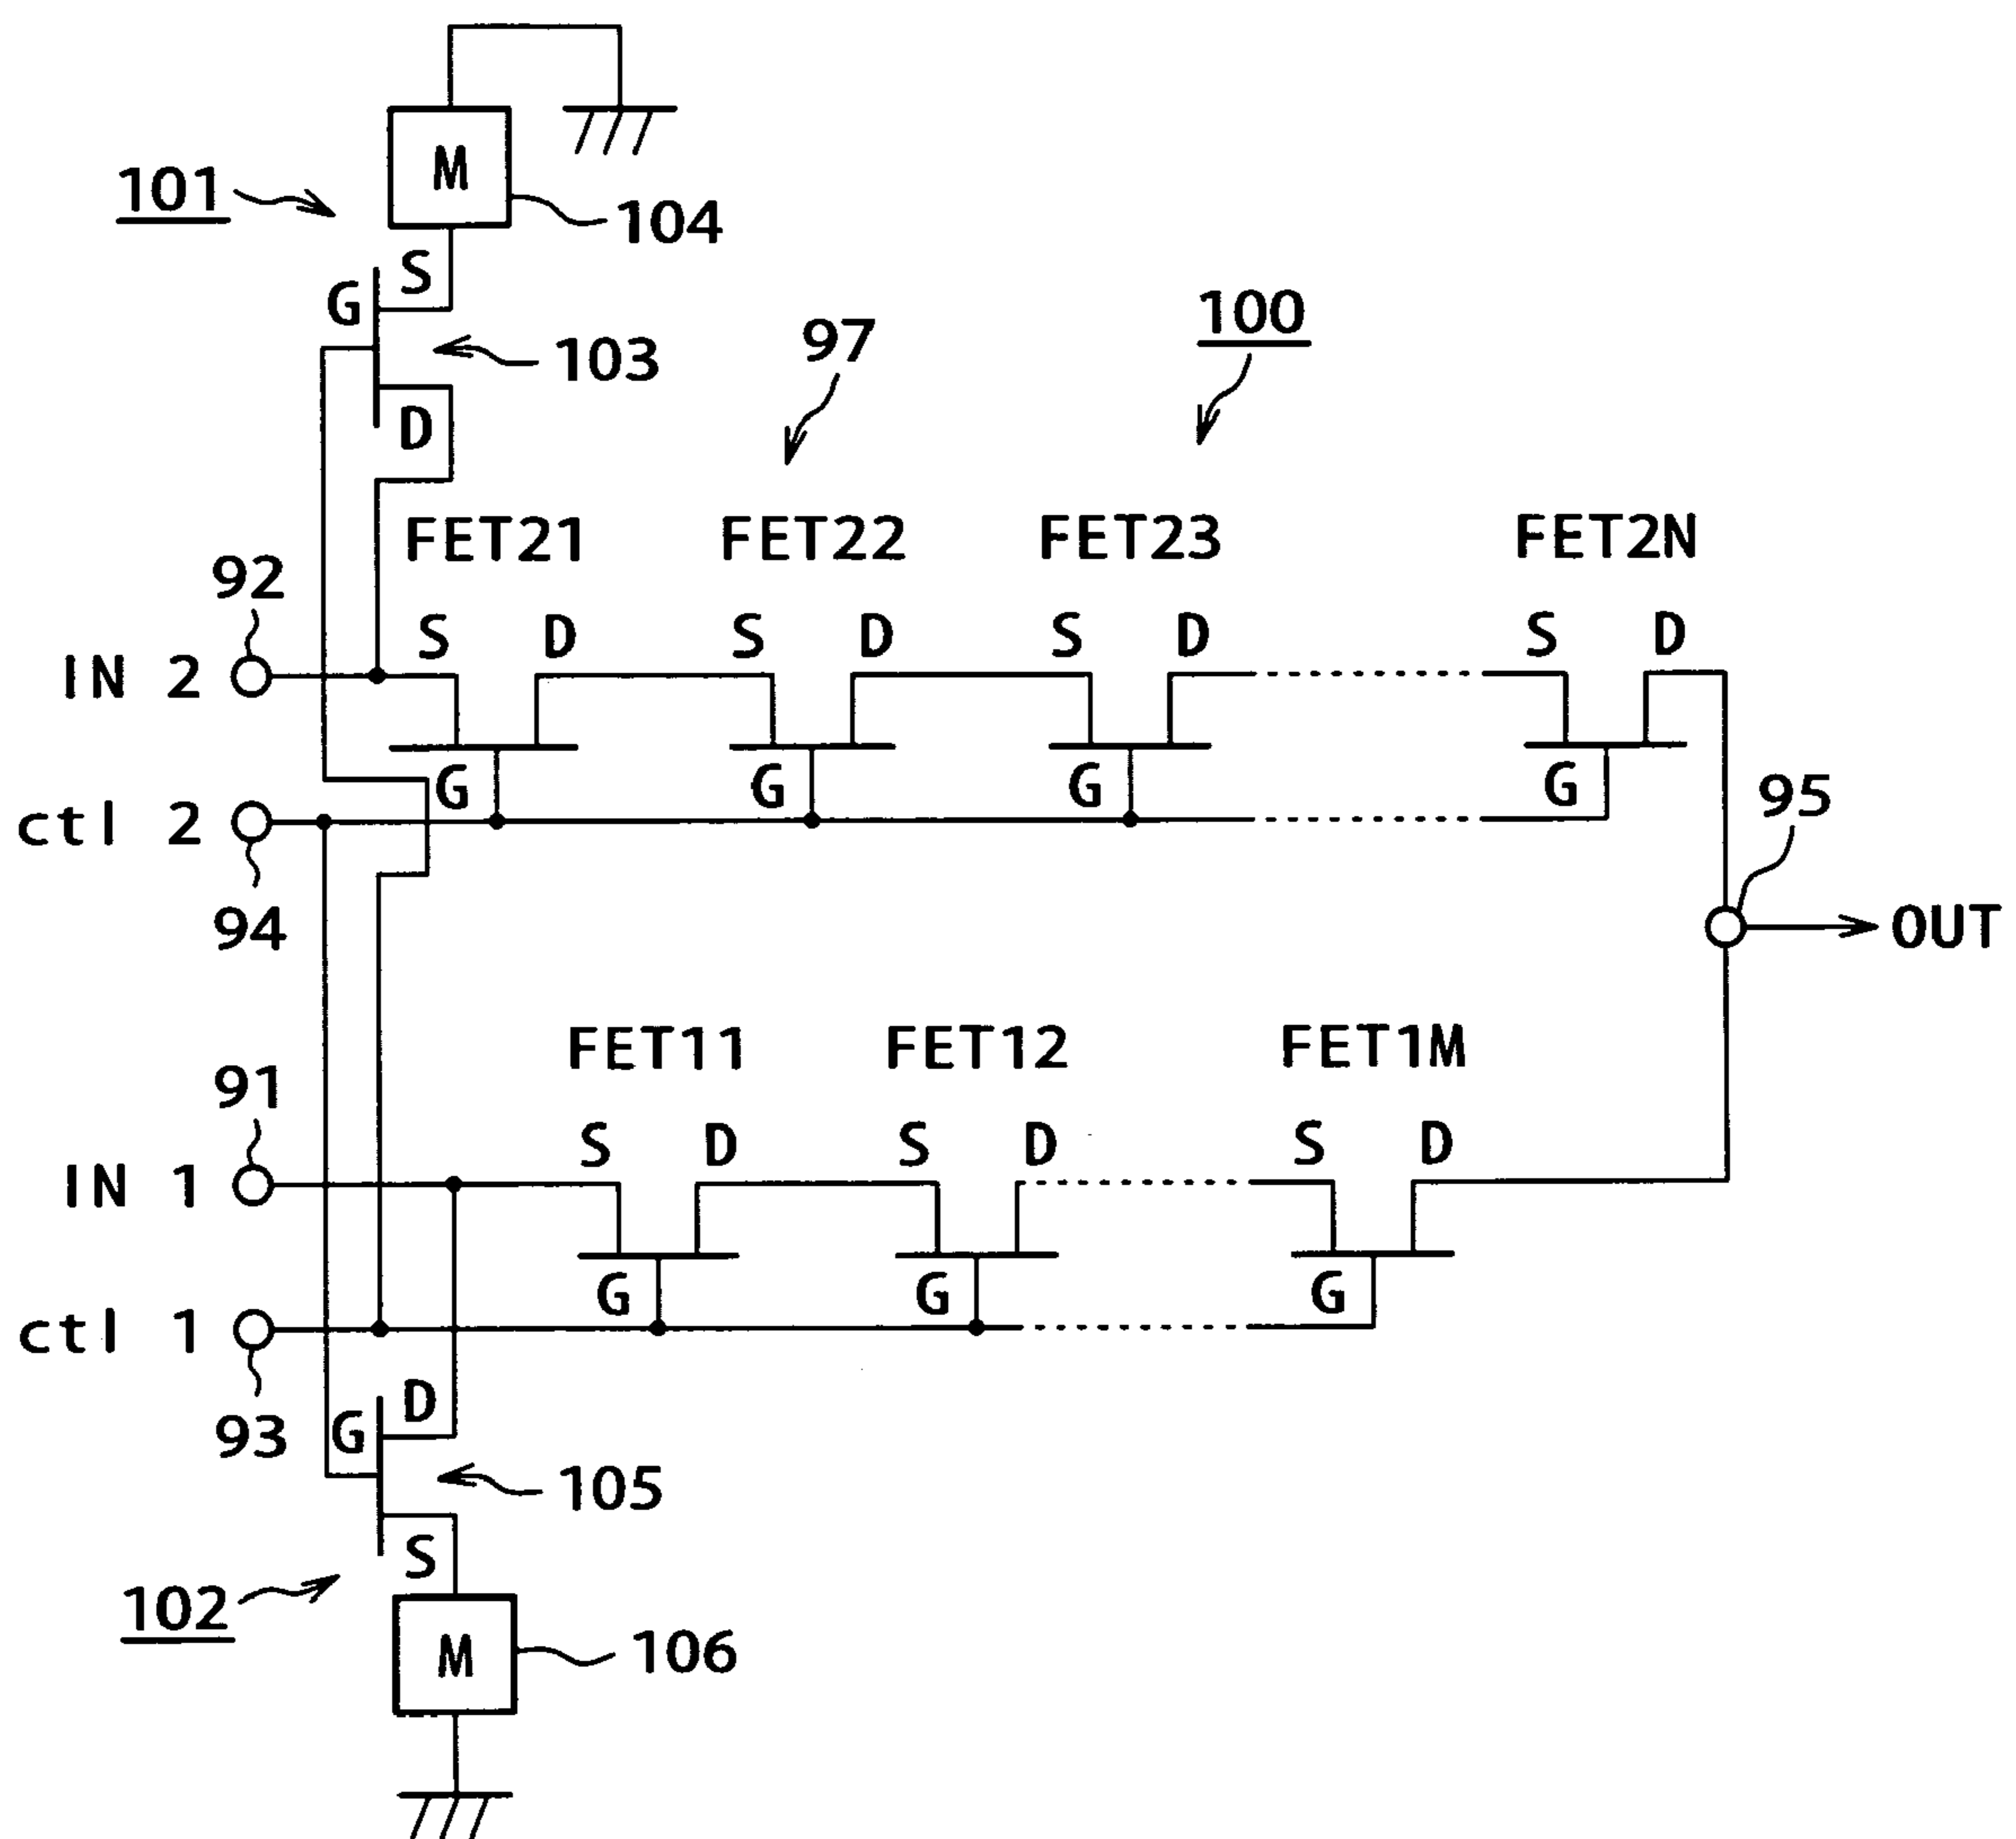 M
101
104
S
G
100
97
103
D
FET21 FET22 FET23 FET2N
92
S D S D S D S D
IN 2
G G G G
95
ctl 2
94
OUT
FET11 FET12 FET1M
91
S D S D S D
IN 1
G G G
ctl 1
D
93
G
105
S
102
M
106